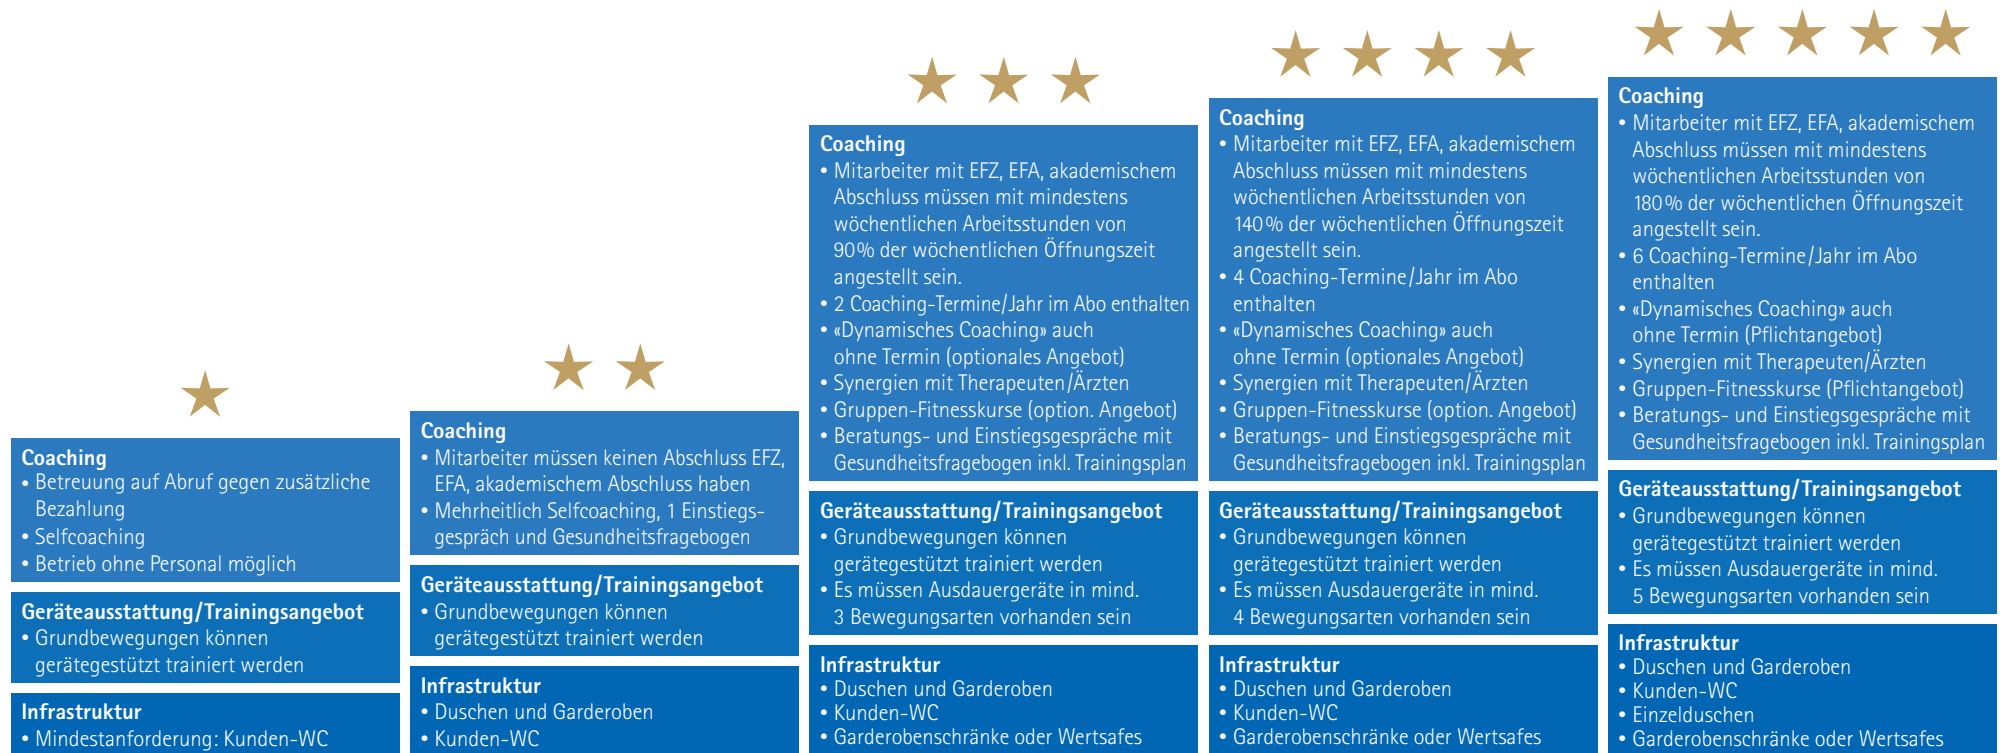 Coaching
• Betreuung auf Abruf gegen zusätzliche
Bezahlung
• Selfcoaching
• Betrieb ohne Personal möglich
Geräteausstattung/Trainingsangebot
• Grundbewegungen können
gerätegestützt trainiert werden
Infrastruktur
• Mindestanforderung: Kunden-WC
Coaching
• Mitarbeiter müssen keinen Abschluss EFZ,
EFA, akademischem Abschluss haben
• Mehrheitlich Selfcoaching, 1 Einstiegs-
gespräch und Gesundheitsfragebogen
Geräteausstattung/Trainingsangebot
• Grundbewegungen können
gerätegestützt trainiert werden
Infrastruktur
• Duschen und Garderoben
• Kunden-WC
Coaching
• Mitarbeiter mit EFZ, EFA, akademischem
Abschluss müssen mit mindestens
wöchentlichen Arbeitsstunden von
90% der wöchentlichen Öffnungszeit
angestellt sein.
• 2 Coaching-Termine/Jahr im Abo enthalten
• «Dynamisches Coaching» auch
ohne Termin (optionales Angebot)
• Synergien mit Therapeuten/Ärzten
• Gruppen-Fitnesskurse (option. Angebot)
• Beratungs- und Einstiegsgespräche mit
Gesundheitsfragebogen inkl. Trainingsplan
Geräteausstattung/Trainingsangebot
• Grundbewegungen können
gerätegestützt trainiert werden
• Es müssen Ausdauergeräte in mind.
3 Bewegungsarten vorhanden sein
Infrastruktur
• Duschen und Garderoben
• Kunden-WC
• Garderobenschränke oder Wertsafes
Coaching
• Mitarbeiter mit EFZ, EFA, akademischem
Abschluss müssen mit mindestens
wöchentlichen Arbeitsstunden von
140% der wöchentlichen Öffnungszeit
angestellt sein.
• 4 Coaching-Termine/Jahr im Abo
enthalten
• «Dynamisches Coaching» auch
ohne Termin (optionales Angebot)
• Synergien mit Therapeuten/Ärzten
• Gruppen-Fitnesskurse (option. Angebot)
• Beratungs- und Einstiegsgespräche mit
Gesundheitsfragebogen inkl. Trainingsplan
Geräteausstattung/Trainingsangebot
• Grundbewegungen können
gerätegestützt trainiert werden
• Es müssen Ausdauergeräte in mind.
4 Bewegungsarten vorhanden sein
Infrastruktur
• Duschen und Garderoben
• Kunden-WC
• Garderobenschränke oder Wertsafes
Coaching
• Mitarbeiter mit EFZ, EFA, akademischem
Abschluss müssen mit mindestens
wöchentlichen Arbeitsstunden von
180% der wöchentlichen Öffnungszeit
angestellt sein.
• 6 Coaching-Termine/Jahr im Abo
enthalten
• «Dynamisches Coaching» auch
ohne Termin (Pflichtangebot)
• Synergien mit Therapeuten/Ärzten
• Gruppen-Fitnesskurse (Pflichtangebot)
• Beratungs- und Einstiegsgespräche mit
Gesundheitsfragebogen inkl. Trainingsplan
Geräteausstattung/Trainingsangebot
• Grundbewegungen können
gerätegestützt trainiert werden
• Es müssen Ausdauergeräte in mind.
5 Bewegungsarten vorhanden sein
Infrastruktur
• Duschen und Garderoben
• Kunden-WC
• Einzelduschen
• Garderobenschränke oder Wertsafes